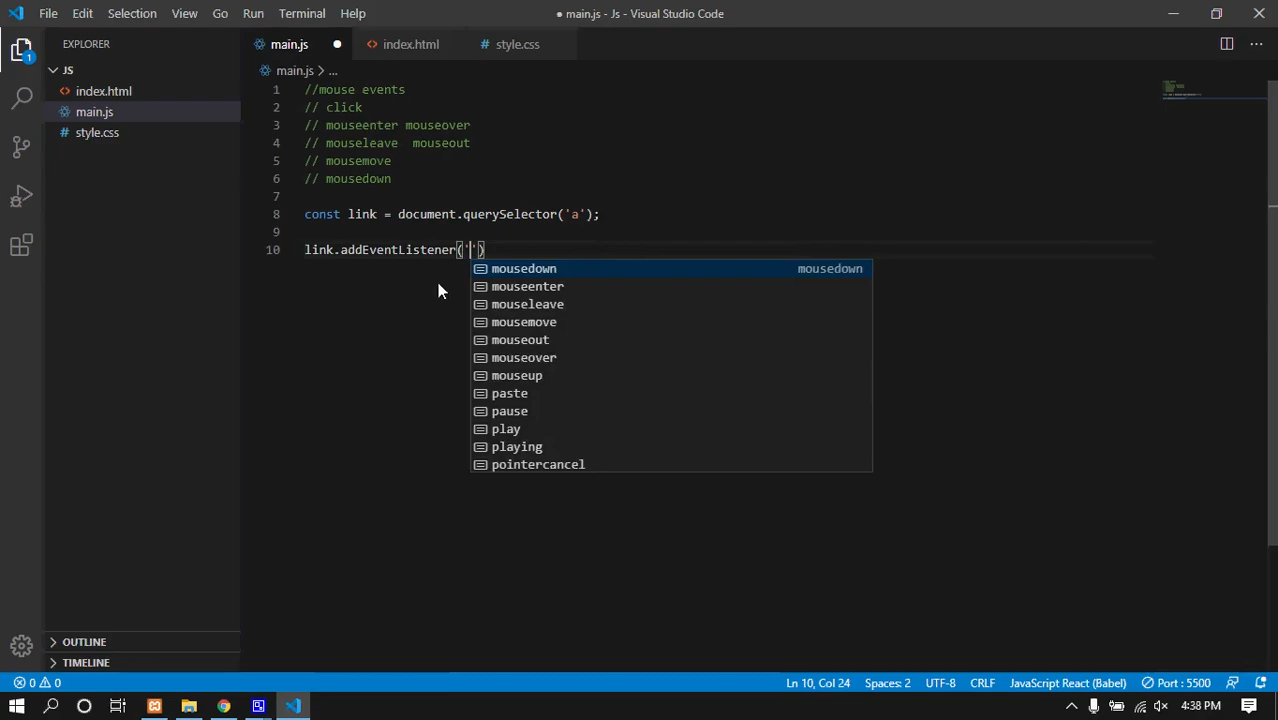 File Edit Selection View Go Run Terminal Help
● main.js - Js - Visual Studio Code
EXPLORER
main.js
index.html
style.css
JS
main.js > ...
index.html
main.js
style.css
1
1 //mouse events
2 // click
3 // mouseenter mouseover
4 // mouseleave  mouseout
5 // mousemove
6 // mousedown
7
8 const link = document.querySelector('a');
9
10 link.addEventListener('')
mousedown mousedown
mouseenter
mouseleave
mousemove
mouseout
mouseover
mouseup
paste
pause
play
playing
pointercancel
OUTLINE
TIMELINE
0 0 Ln 10, Col 24 Spaces: 2 UTF-8 CRLF JavaScript React (Babel) Port : 5500
4:38 PM